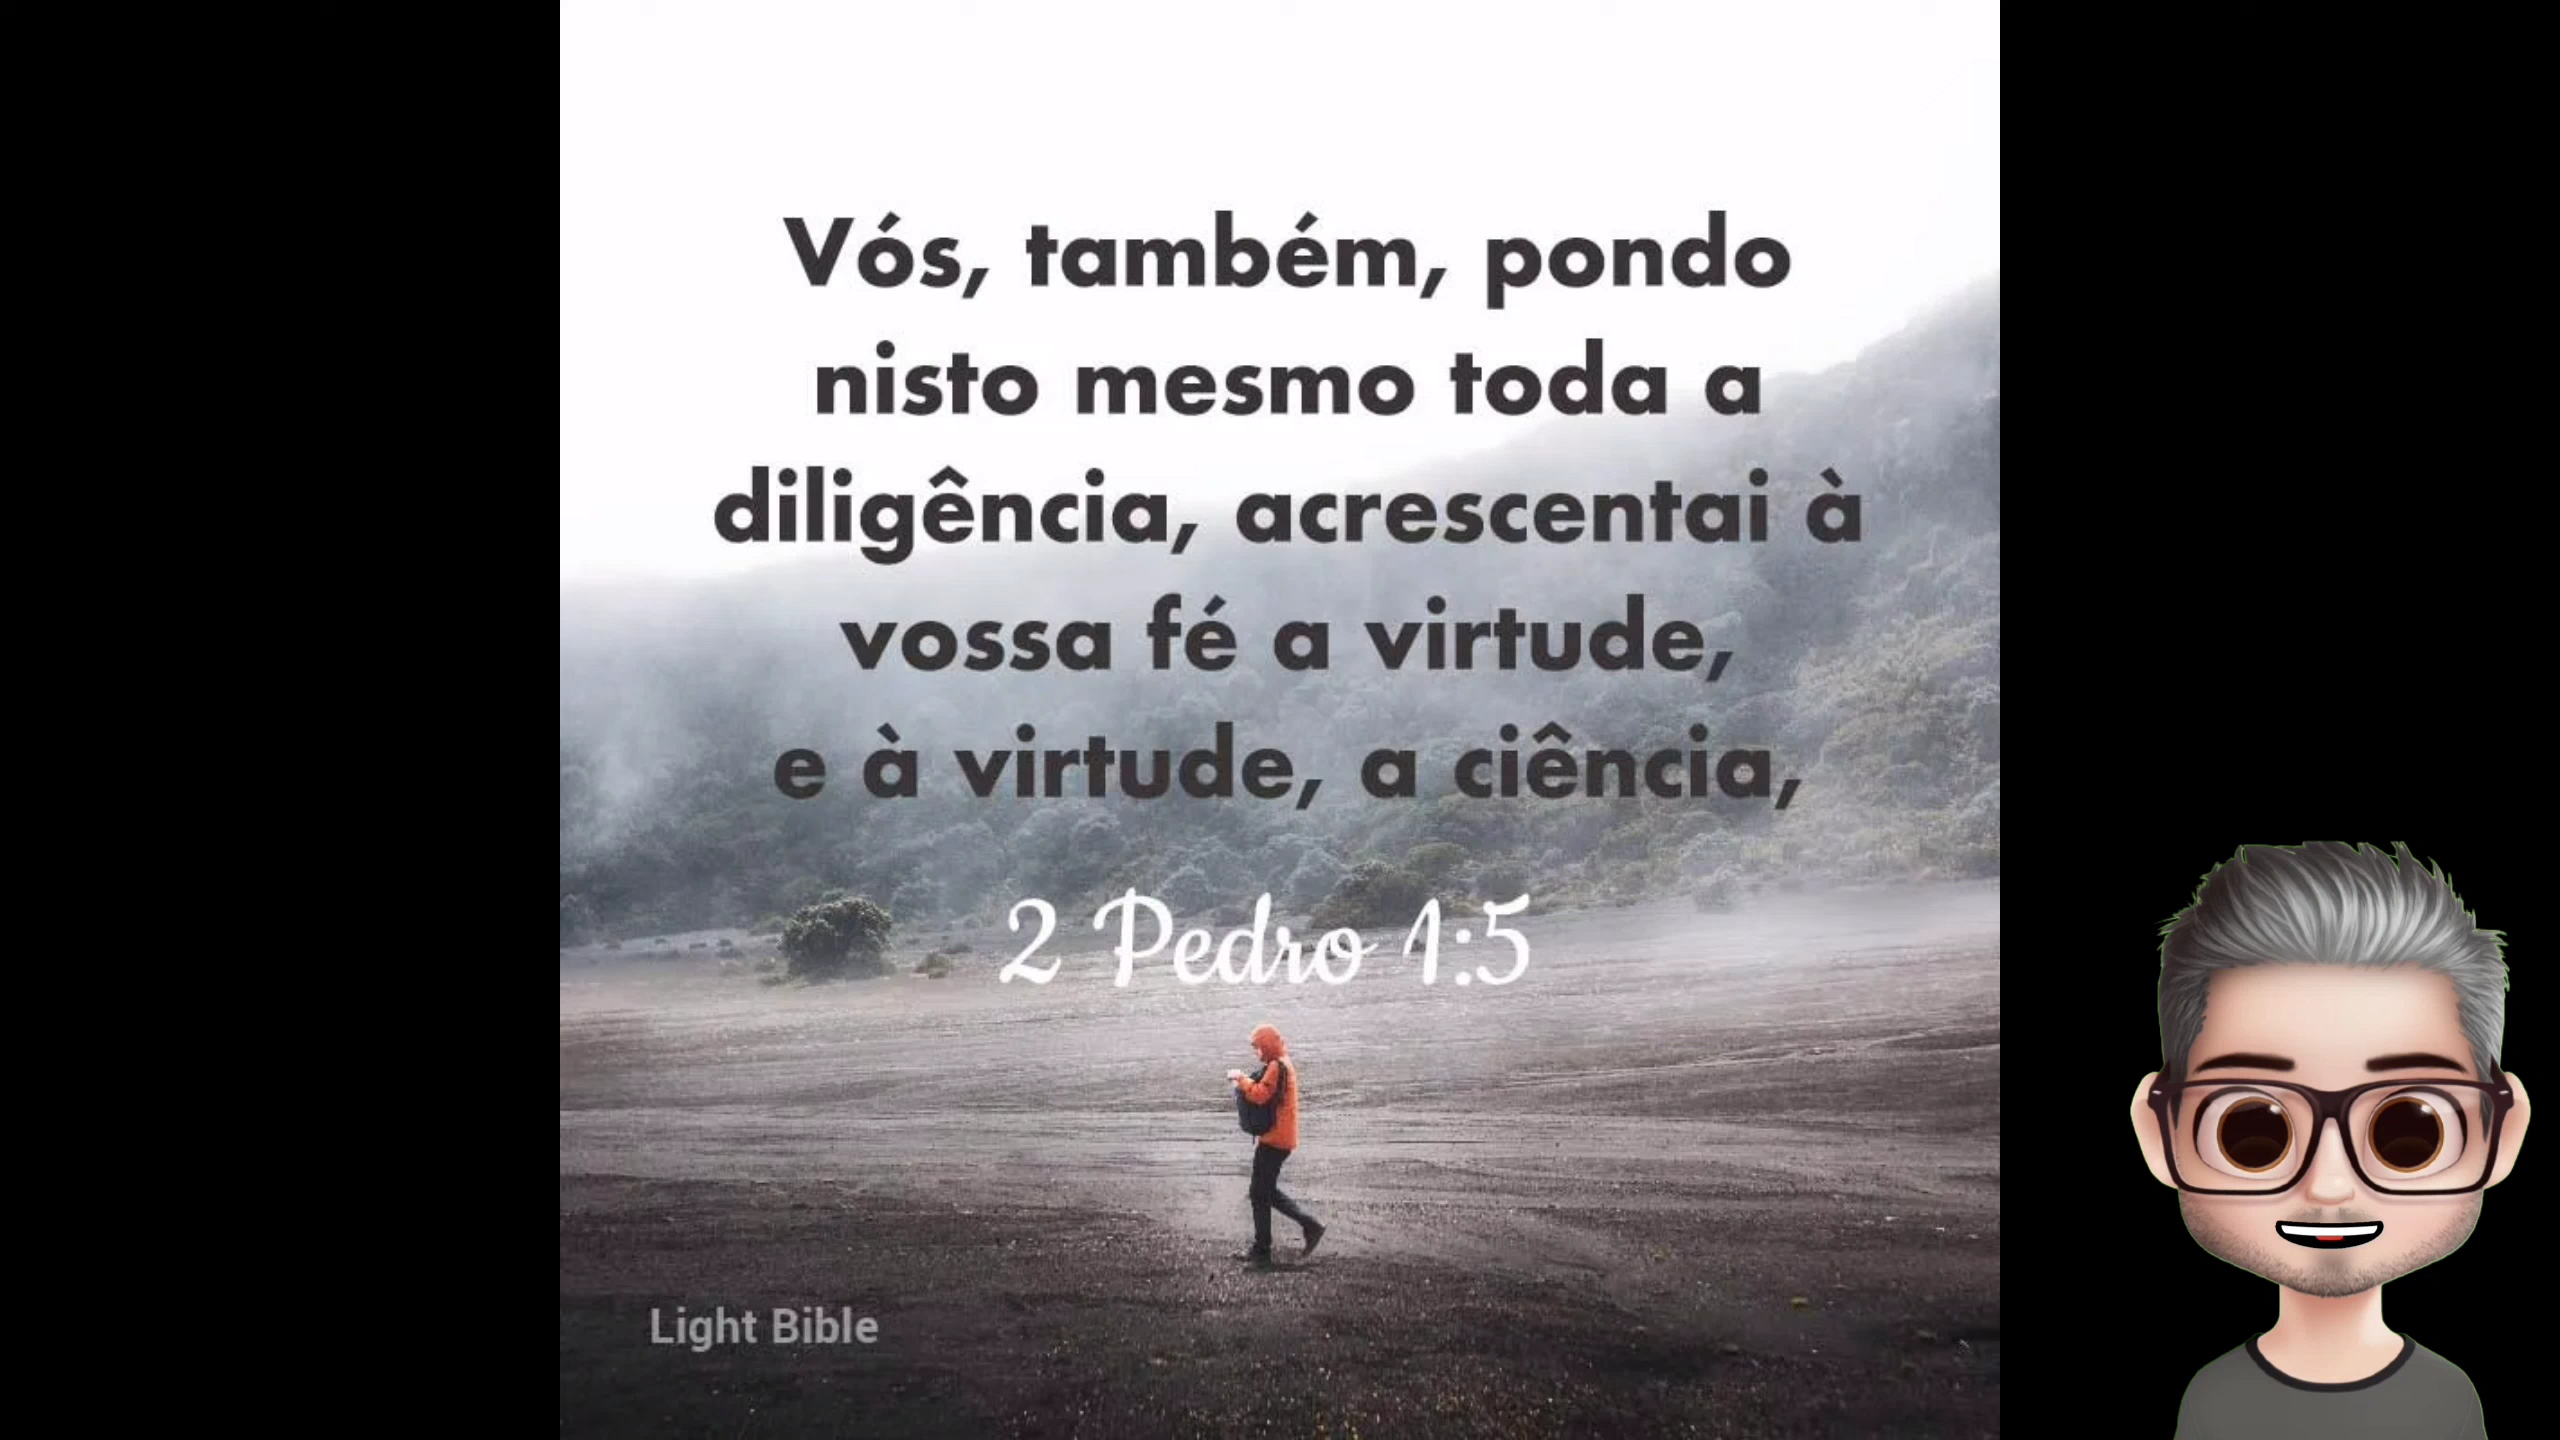 Vós, também, pondo
nisto mesmo toda a
diligência, acrescentai à
vossa fé a virtude,
e à virtude, a ciência,
2 Pedro 1:5
Light Bible